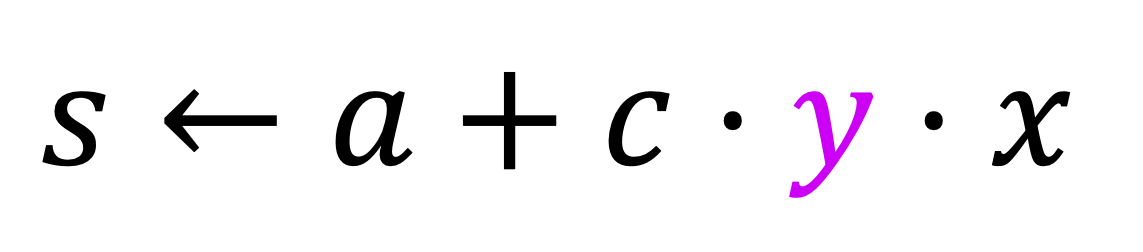 s ← a + c · y · x